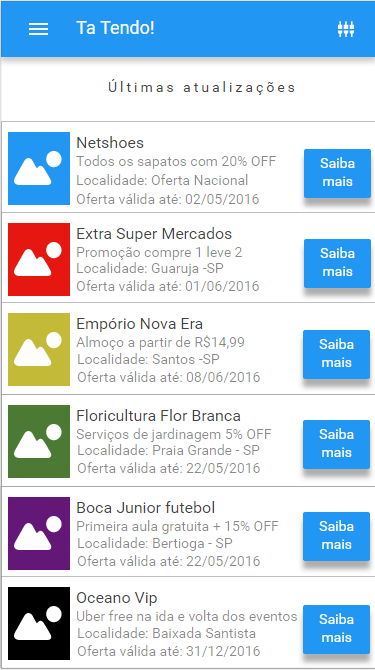 Ta Tendo!
Últimas atualizações
Netshoes
Todos os sapatos com 20% OFF
Localidade: Oferta Nacional
Oferta válida até: 02/05/2016
Saiba
mais
Extra Super Mercados
Promoção compre 1 leve 2
Localidade: Guaruja -SP
Oferta válida até: 01/06/2016
Saiba
mais
Empório Nova Era
Almoço a partir de R$14,99
Localidade: Santos -SP
Oferta válida até: 08/06/2016
Saiba
mais
Floricultura Flor Branca
Serviços de jardinagem 5% OFF
Localidade: Praia Grande - SP
Oferta válida até: 22/05/2016
Saiba
mais
Boca Junior futebol
Primeira aula gratuita + 15% OFF
Localidade: Bertioga - SP
Oferta válida até: 22/05/2016
Saiba
mais
Oceano Vip
Uber free na ida e volta dos eventos
Localidade: Baixada Santista
Oferta válida até: 31/12/2016
Saiba
mais